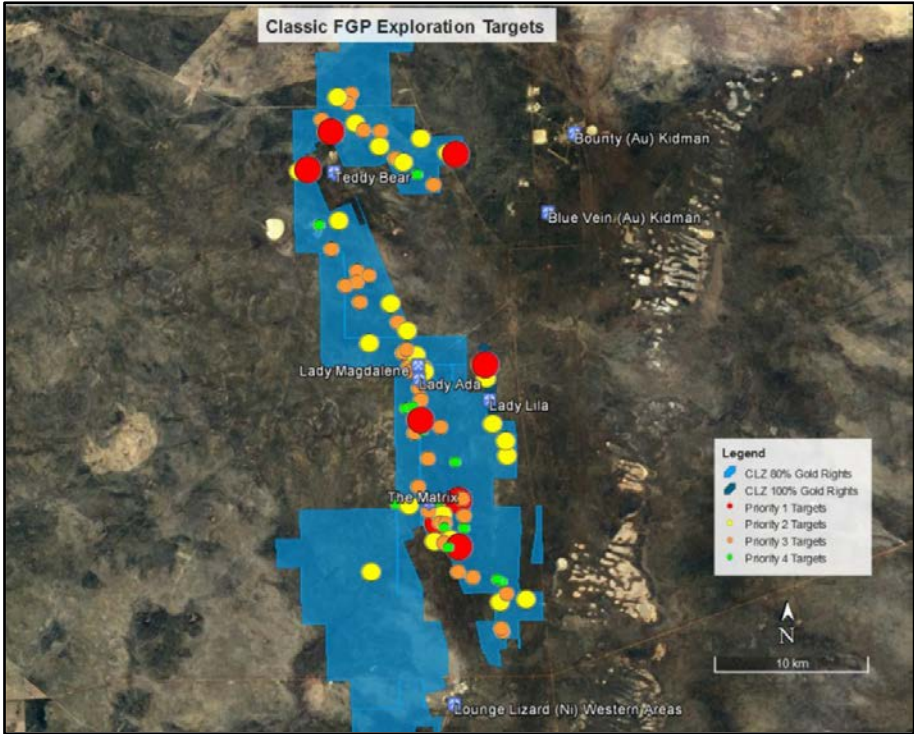 Classic FGP Exploration Targets
Bounty (Au) Kidman
Teddy Bear
Blue Vein (Au) Kidman
Lady Magdalene
Lady Ada
Lady Lila
The Matrix
Legend
CLZ 80% Gold Rights
CLZ 100% Gold Rights
Priority 1 Targets
Priority 2 Targets
Priority 3 Targets
Priority 4 Targets
N
10 km
Lounge Lizard (Ni) Western Areas